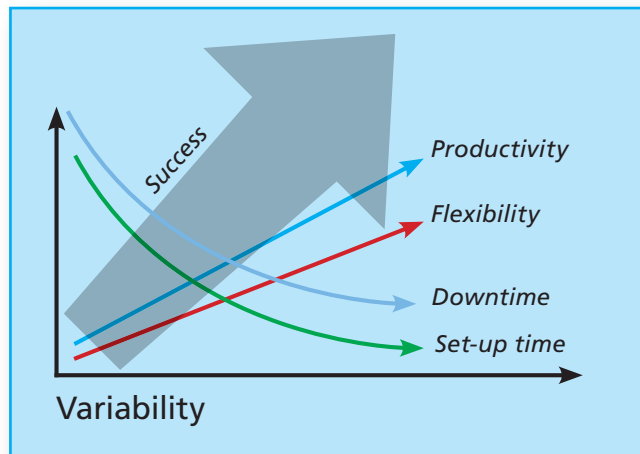 Success
Productivity
Flexibility
Downtime
Set-up time
Variability